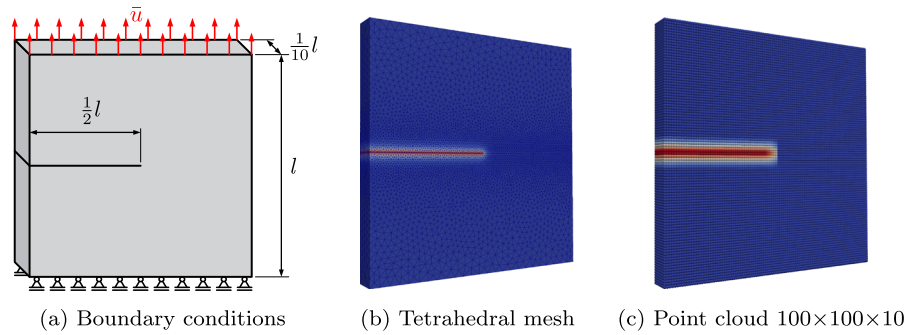 ū
1/10 l
1/2 l
l
(a) Boundary conditions
(b) Tetrahedral mesh
(c) Point cloud 100×100×10